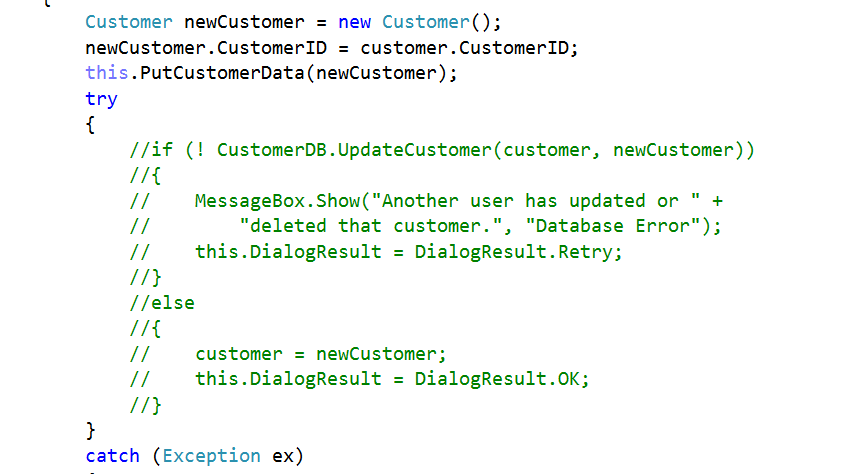 {
Customer newCustomer = new Customer();
newCustomer.CustomerID = customer.CustomerID;
this.PutCustomerData(newCustomer);
try
{
    //if (! CustomerDB.UpdateCustomer(customer, newCustomer))
    //{
    //    MessageBox.Show("Another user has updated or " +
    //        "deleted that customer.", "Database Error");
    //    this.DialogResult = DialogResult.Retry;
    //}
    //else
    //{
    //    customer = newCustomer;
    //    this.DialogResult = DialogResult.OK;
    //}
}
catch (Exception ex)